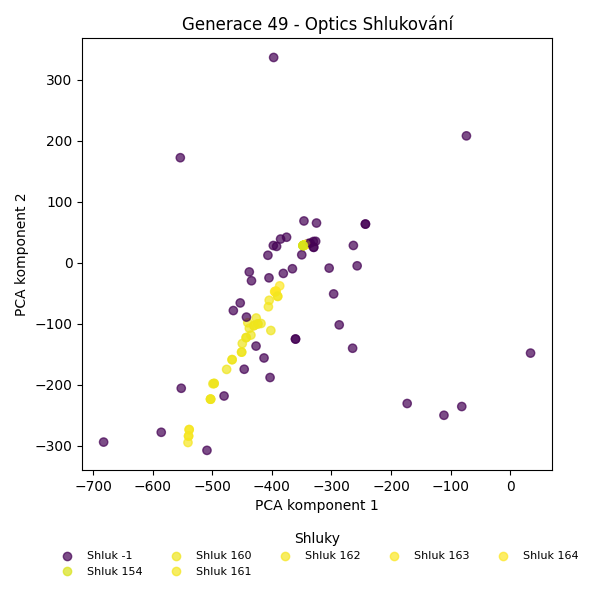 Generace 49 - Optics Shlukování
300
200
100
0
−100
−200
−300
PCA komponent 2
−700 −600 −500 −400 −300 −200 −100 0
PCA komponent 1
Shluky
Shluk -1 Shluk 160 Shluk 162 Shluk 163 Shluk 164
Shluk 154 Shluk 161